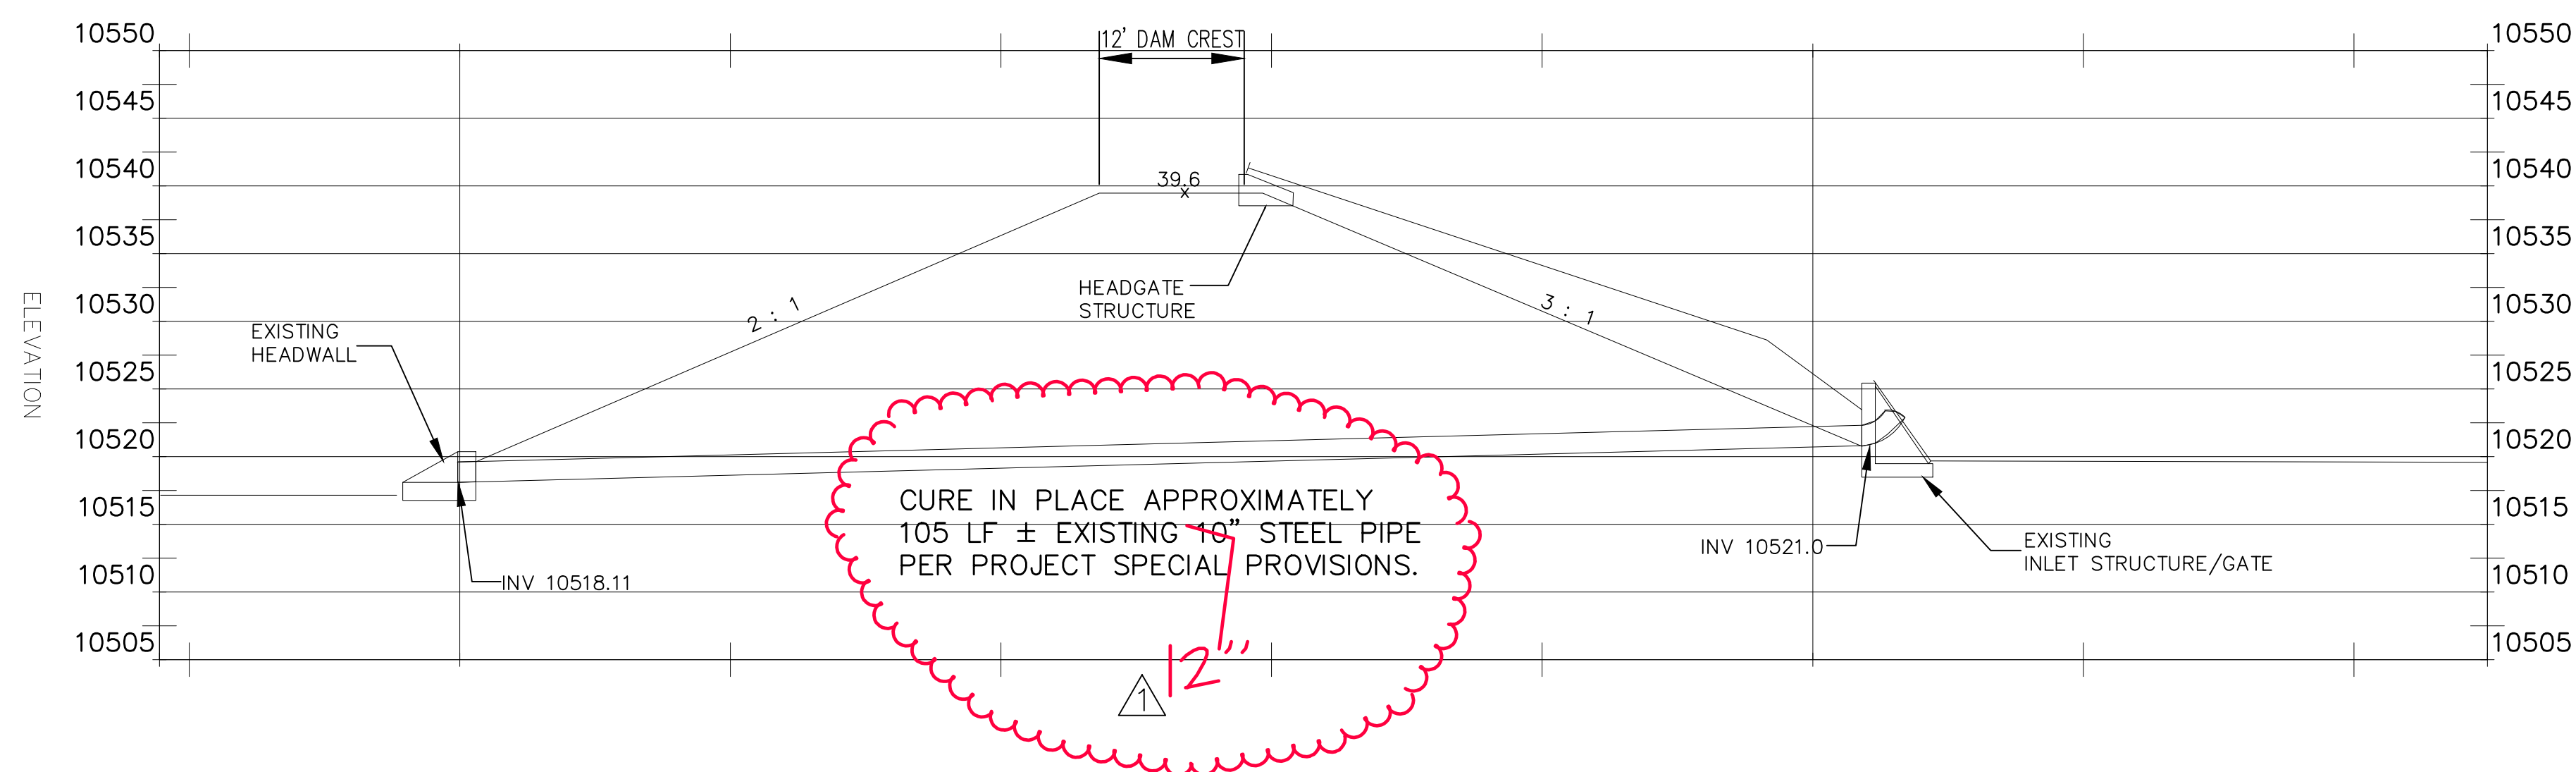 12' DAM CREST
10550
10550
10545
10545
10540
10540
39.6
x
10535
10535
HEADGATE
STRUCTURE
2 : 1
3 : 1
10530
10530
ELEVATION
EXISTING
HEADWALL
10525
10525
10520
10520
CURE IN PLACE APPROXIMATELY
105 LF ± EXISTING 10" STEEL PIPE
PER PROJECT SPECIAL PROVISIONS.
10515
10515
INV 10521.0
EXISTING
INLET STRUCTURE/GATE
INV 10518.11
10510
10510
10505
10505
12"
1